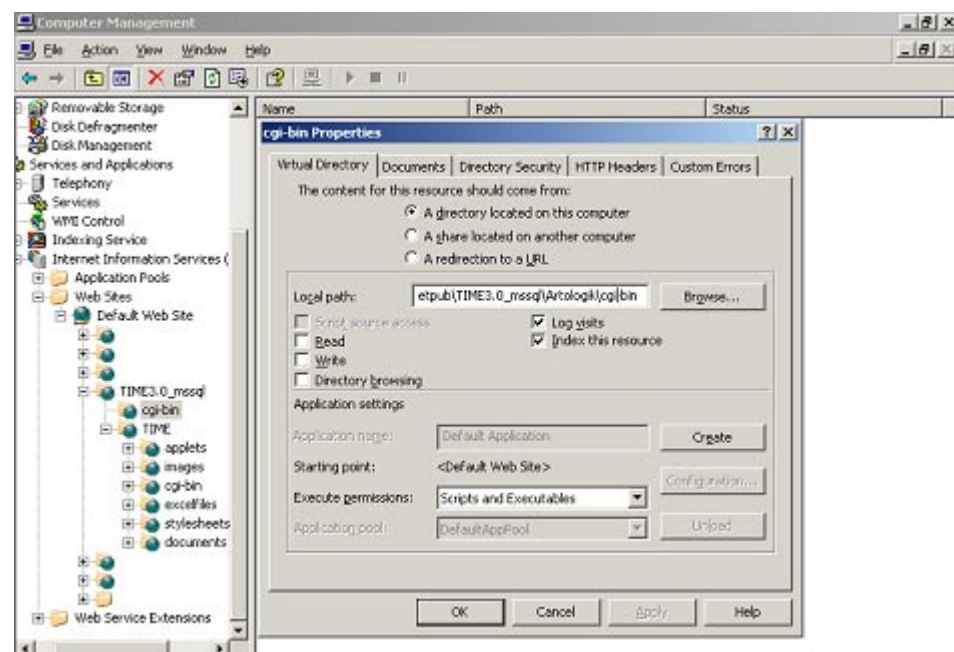 Computer Management
File Action View Window Help
Removable Storage
Disk Defragmenter
Disk Management
Services and Applications
Telephony
Services
WMI Control
Indexing Service
Internet Information Services (
Application Pools
Web Sites
Default Web Site
TIME3.0_mssql
cgi-bin
TIME
applets
images
cgi-bin
excelfiles
stylesheets
documents
Web Service Extensions
Name Path Status
cgi-bin Properties
Virtual Directory Documents Directory Security HTTP Headers Custom Errors
The content for this resource should come from:
A directory located on this computer
A share located on another computer
A redirection to a URL
Local path: etpub\TIME3.0_mssql\Artologik\cgi-bin Browse...
Script source access Log visits
Read Index this resource
Write
Directory browsing
Application settings
Application name: Default Application Create
Starting point: <Default Web Site>
Configuration...
Execute permissions: Scripts and Executables
Application pool: DefaultAppPool Unload
OK Cancel Apply Help